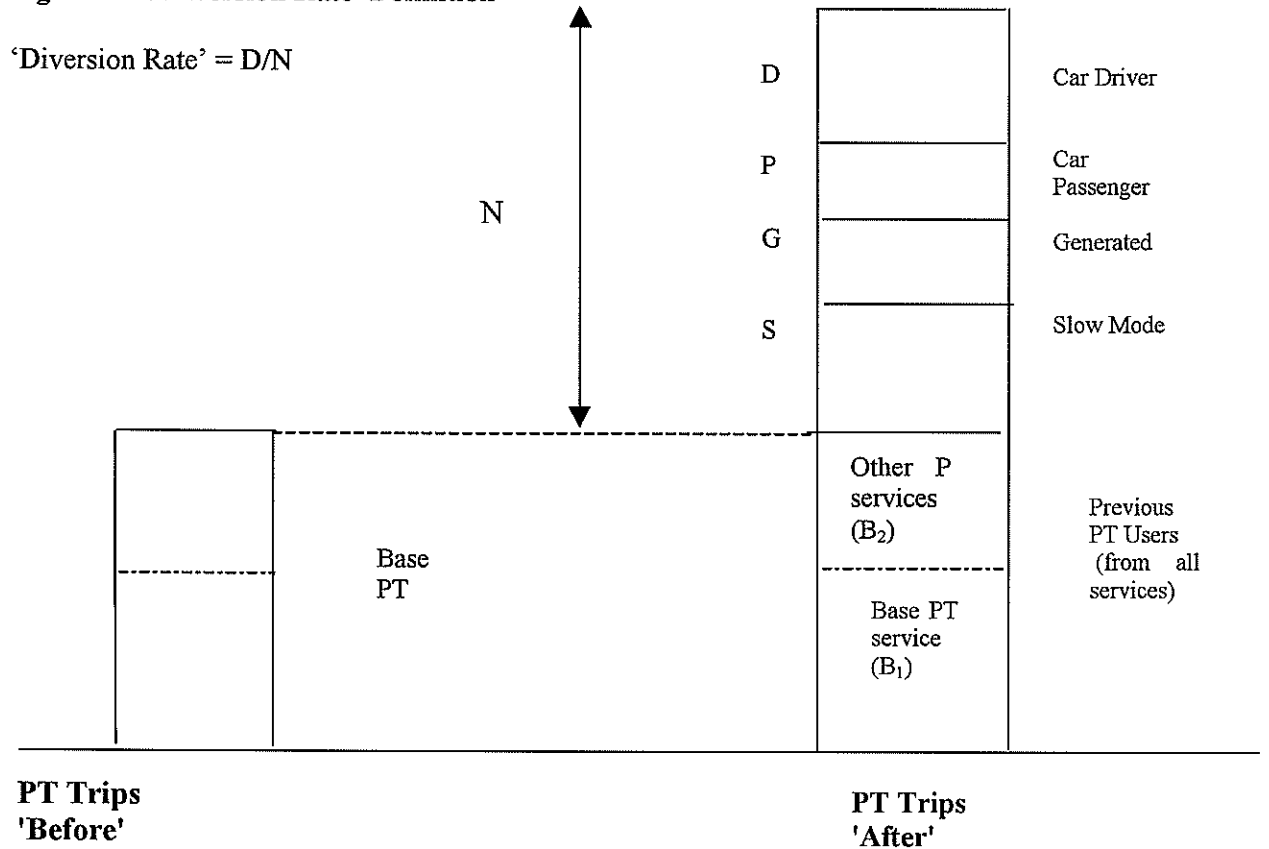 'Diversion Rate' = D/N
N
D
Car Driver
P
Car
Passenger
G
Generated
S
Slow Mode
Other P
services
(B₂)
Previous
PT Users
(from all
services)
Base
PT
Base PT
service
(B₁)
PT Trips
'Before'
PT Trips
'After'